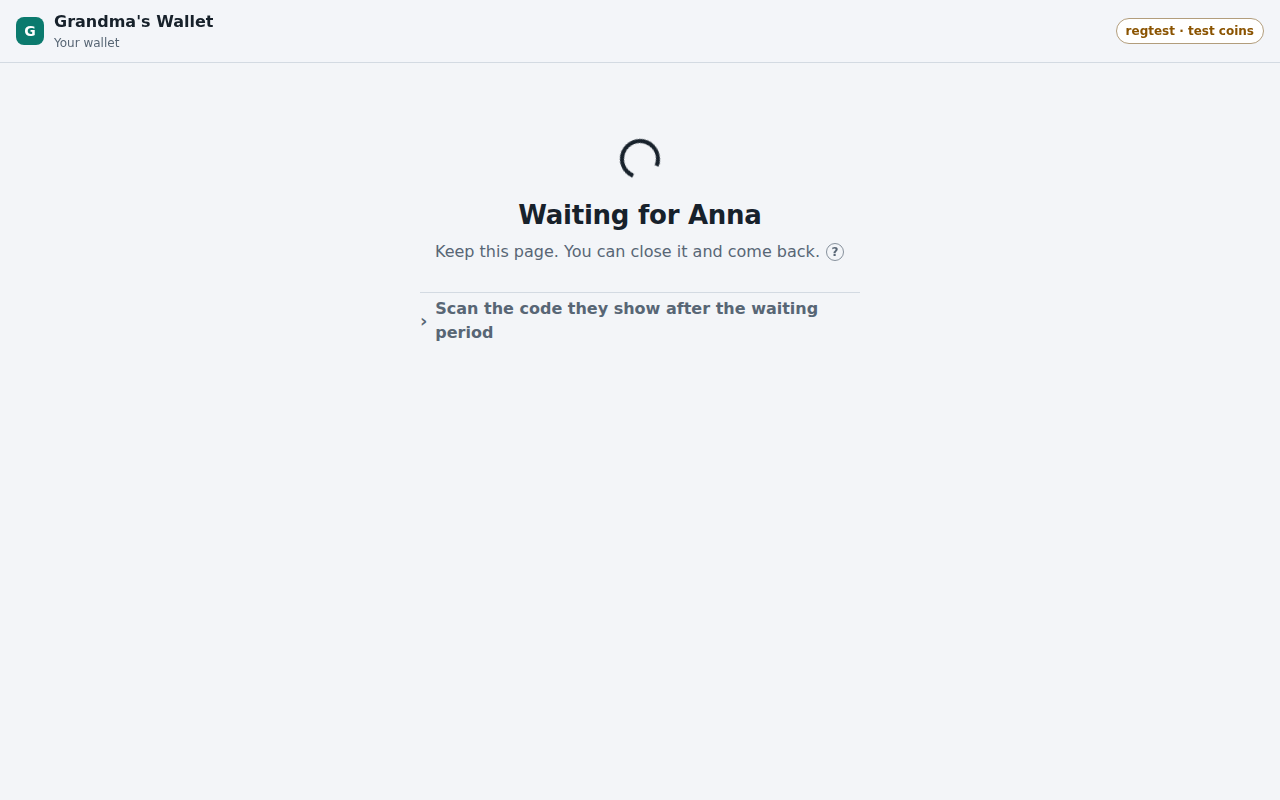 G
Grandma's Wallet
Your wallet
regtest · test coins
Waiting for Anna
Keep this page. You can close it and come back. ?
› Scan the code they show after the waiting
period